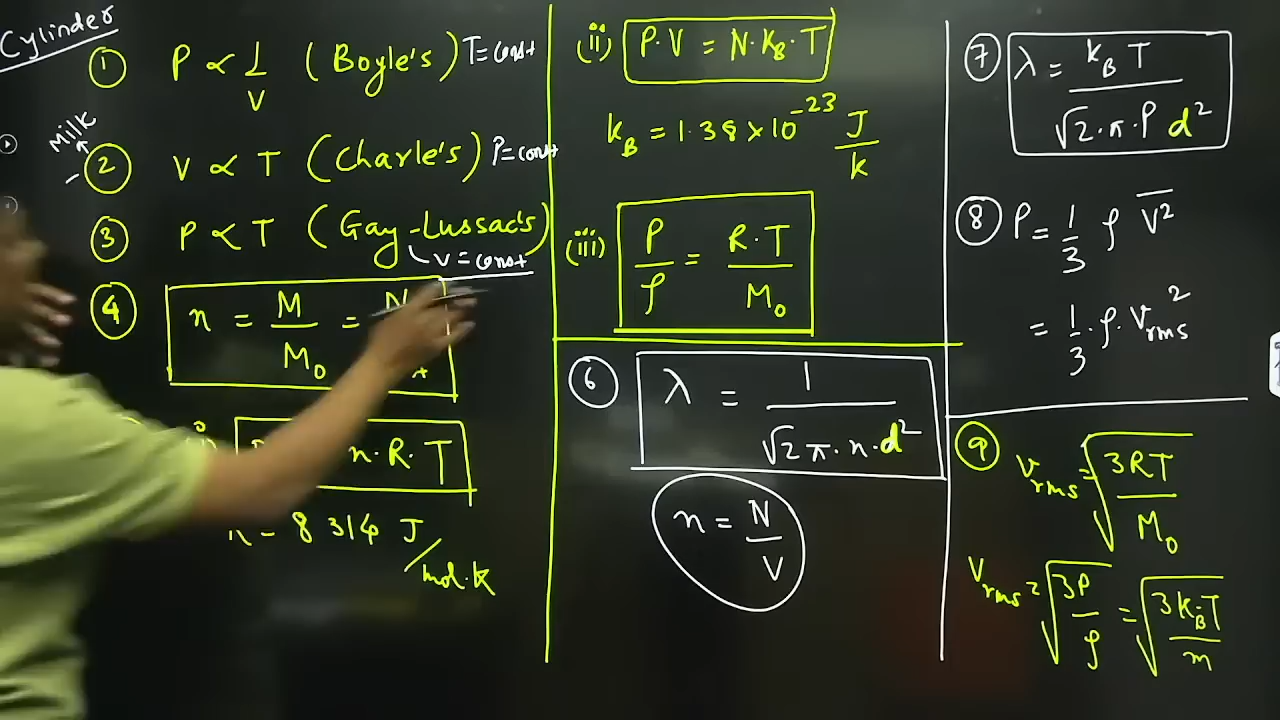 Cylinder
① P ∝ 1/V (Boyle's) T=const
Milk
② V ∝ T (Charle's) P=const
③ P ∝ T (Gay-Lussac's)
V = const
④ n = M/M₀ =
n·R·T
= 8 314 J/mol·K
(ii) P·V = N·k_B·T
k_B = 1.38 × 10⁻²³ J/k
(iii) P/ρ = R·T/M₀
⑥ λ = 1/√2 π·n·d²
n = N/V
⑦ λ = k_B T/√2·π·P d²
⑧ P = 1/3 ρ V̅²
= 1/3·ρ·V_rms²
⑨ V_rms = √3RT/M₀
V_rms = √3P/ρ = √3k_BT/m